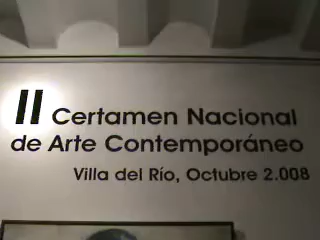 II Certamen Nacional
de Arte Contemporáneo
Villa del Río, Octubre 2.008